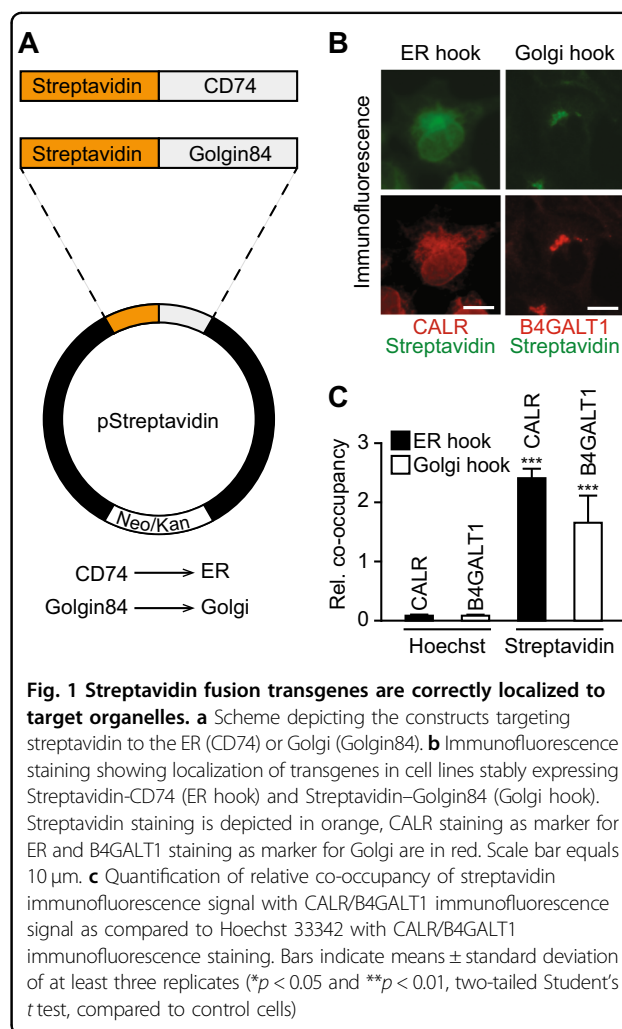 A
Streptavidin CD74
Streptavidin Golgin84
pStreptavidin
Neo/Kan
CD74 ⟶ ER
Golgin84 ⟶ Golgi
B
ER hook Golgi hook
Immunofluorescence
CALR B4GALT1
Streptavidin Streptavidin
C
ER hook
Golgi hook
Rel. co-occupancy
3
2
1
0
CALR
B4GALT1
***
CALR
***
B4GALT1
Hoechst Streptavidin
Fig. 1 Streptavidin fusion transgenes are correctly localized to
target organelles. a Scheme depicting the constructs targeting
streptavidin to the ER (CD74) or Golgi (Golgin84). b Immunofluorescence
staining showing localization of transgenes in cell lines stably expressing
Streptavidin-CD74 (ER hook) and Streptavidin–Golgin84 (Golgi hook).
Streptavidin staining is depicted in orange, CALR staining as marker for
ER and B4GALT1 staining as marker for Golgi are in red. Scale bar equals
10 μm. c Quantification of relative co-occupancy of streptavidin
immunofluorescence signal with CALR/B4GALT1 immunofluorescence
signal as compared to Hoechst 33342 with CALR/B4GALT1
immunofluorescence staining. Bars indicate means ± standard deviation
of at least three replicates (*p < 0.05 and **p < 0.01, two-tailed Student's
t test, compared to control cells)